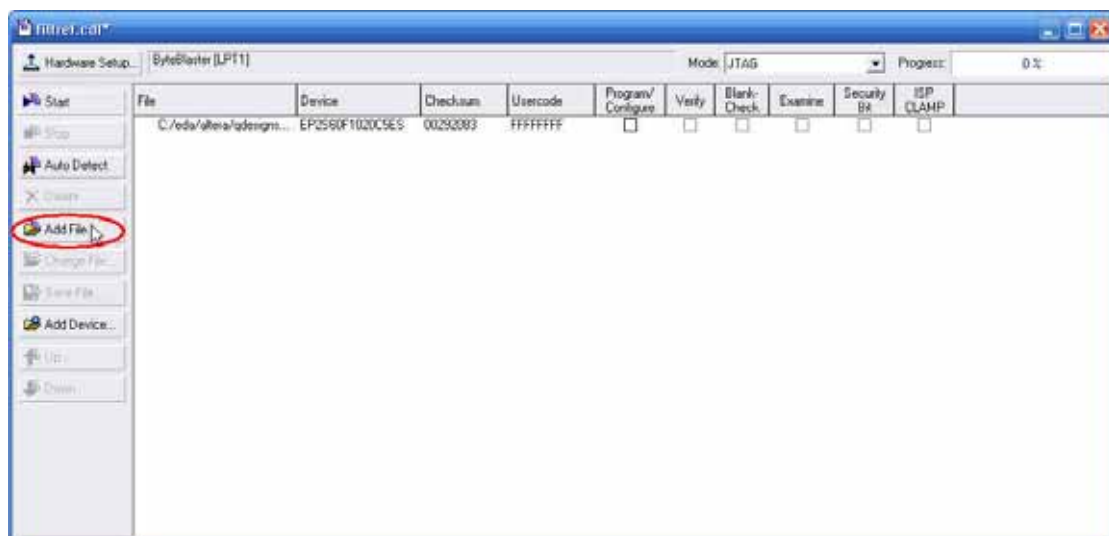 filtref.cdf*
Hardware Setup... ByteBlaster [LPT1] Mode: JTAG Progress: 0 %
Start
File Device Checksum Usercode Program/ Configure Verify Blank- Check Examine Security Bit ISP CLAMP
C:/eda/altera/qdesigns... EP2S60F1020C5ES 00292083 FFFFFFFF
Stop
Auto Detect
Delete
Add File
Change File...
Save File
Add Device...
Up
Down